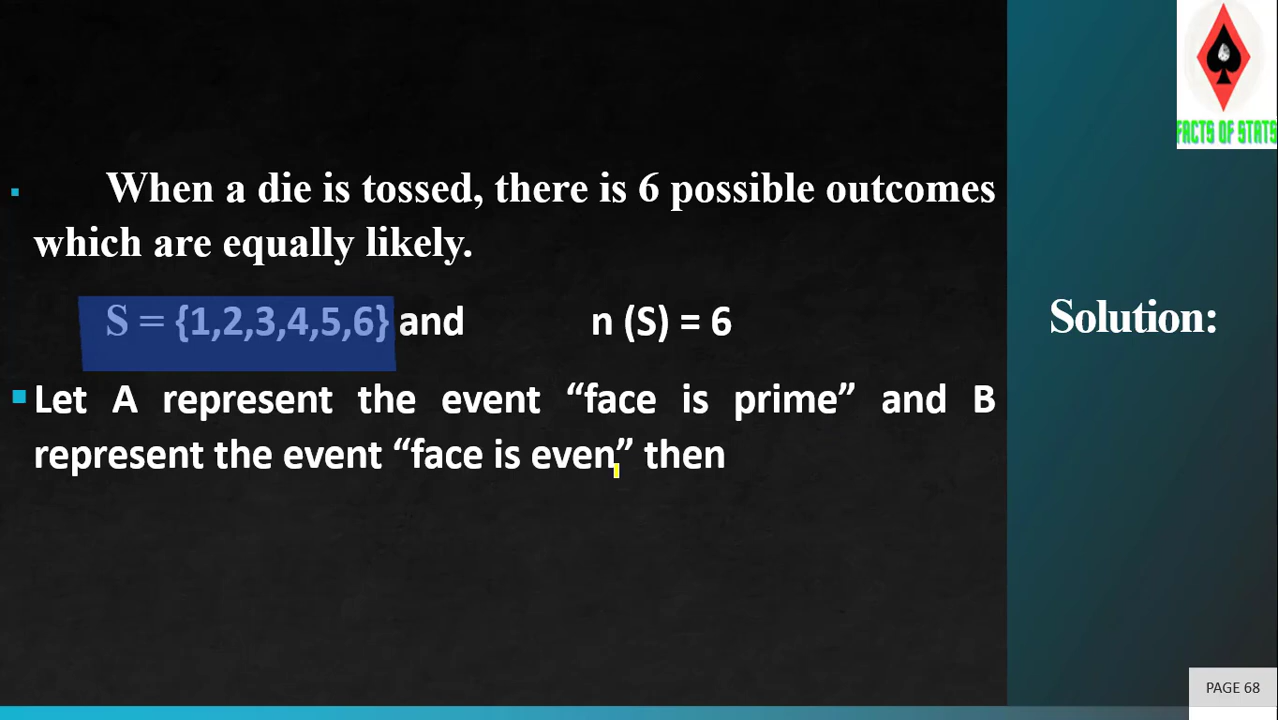 FACTS OF STATS
When a die is tossed, there is 6 possible outcomes
which are equally likely.
S = {1,2,3,4,5,6} and n (S) = 6
Let A represent the event “face is prime” and B
represent the event “face is even” then
Solution:
PAGE 68